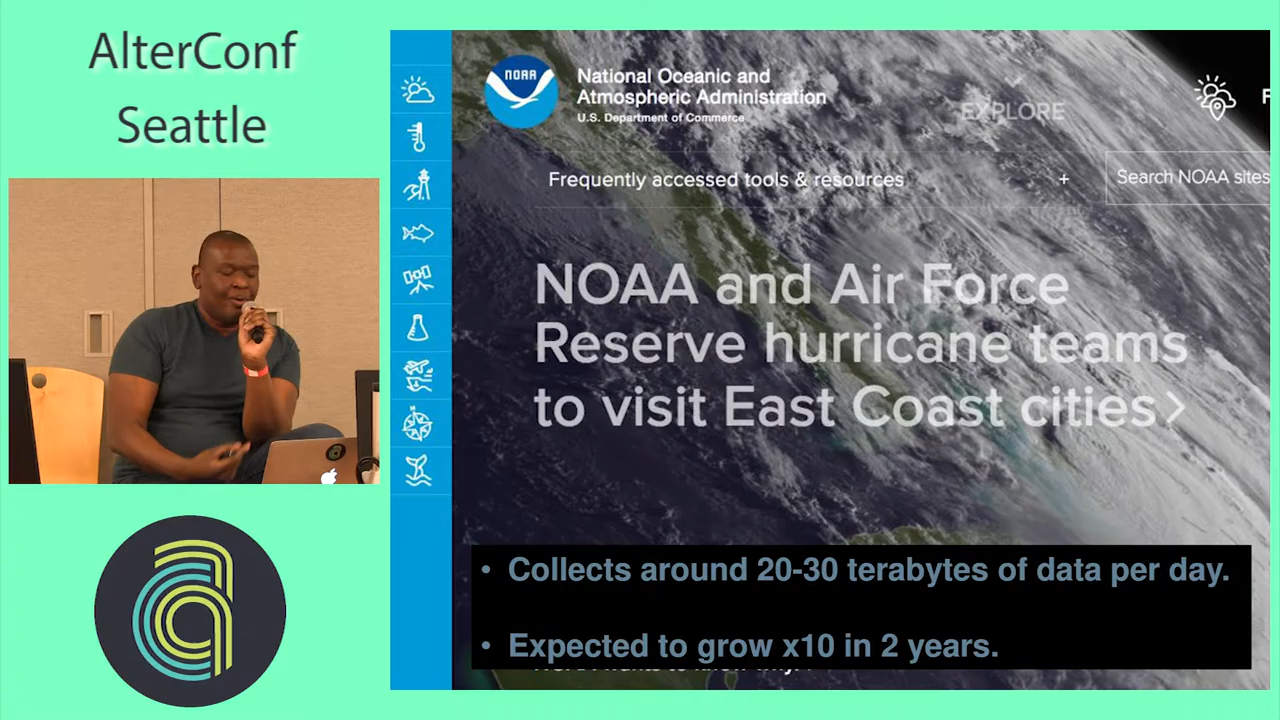 AlterConf
Seattle
NOAA
National Oceanic and
Atmospheric Administration
U.S. Department of Commerce
EXPLORE
F
Frequently accessed tools & resources +
Search NOAA sites
NOAA and Air Force
Reserve hurricane teams
to visit East Coast cities>
• Collects around 20-30 terabytes of data per day.
• Expected to grow x10 in 2 years.